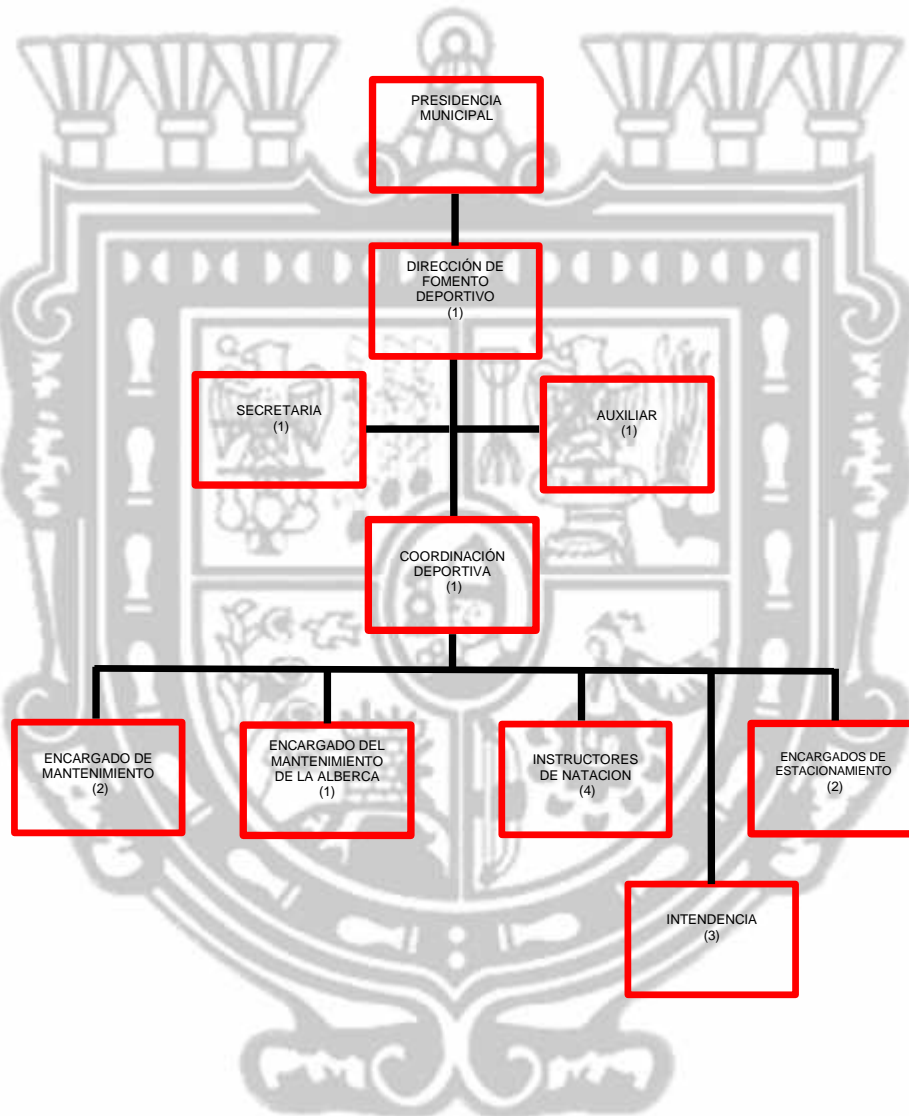 PRESIDENCIA
MUNICIPAL
DIRECCIÓN DE
FOMENTO
DEPORTIVO
(1)
SECRETARIA
(1)
AUXILIAR
(1)
COORDINACIÓN
DEPORTIVA
(1)
ENCARGADO DE
MANTENIMIENTO
(2)
ENCARGADO DEL
MANTENIMIENTO
DE LA ALBERCA
(1)
INSTRUCTORES
DE NATACION
(4)
ENCARGADOS DE
ESTACIONAMIENTO
(2)
INTENDENCIA
(3)